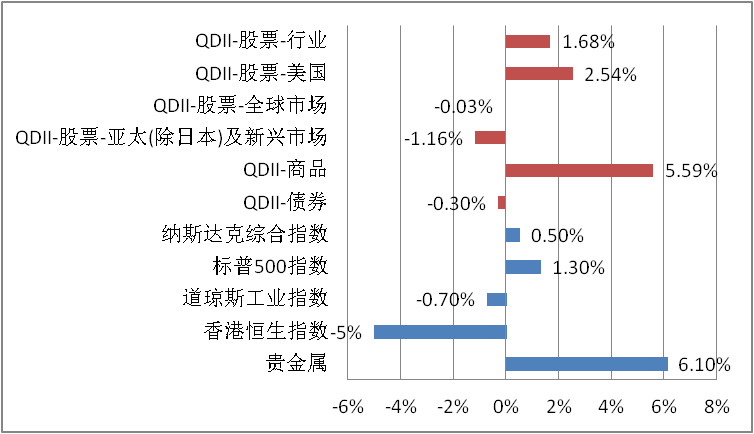 QDII-股票-行业 1.68%
QDII-股票-美国 2.54%
QDII-股票-全球市场 -0.03%
QDII-股票-亚太(除日本)及新兴市场 -1.16%
QDII-商品 5.59%
QDII-债券 -0.30%
纳斯达克综合指数 0.50%
标普500指数 1.30%
道琼斯工业指数 -0.70%
香港恒生指数 -5%
贵金属 6.10%
-6% -4% -2% 0% 2% 4% 6% 8%